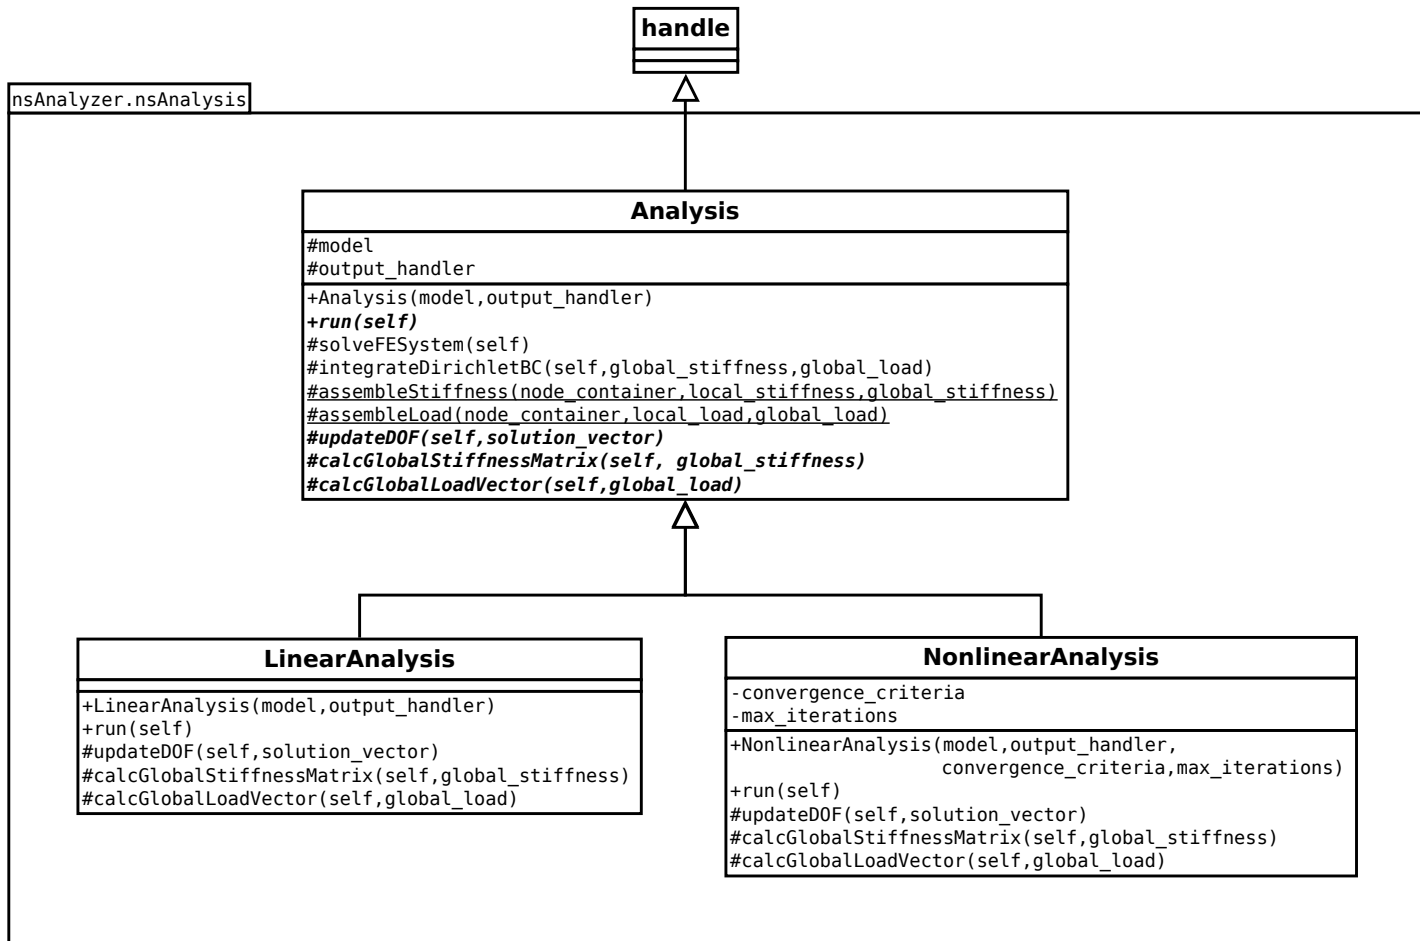 handle
nsAnalyzer.nsAnalysis
Analysis
#model
#output_handler
+Analysis(model,output_handler)
+run(self)
#solveFESystem(self)
#integrateDirichletBC(self,global_stiffness,global_load)
#assembleStiffness(node_container,local_stiffness,global_stiffness)
#assembleLoad(node_container,local_load,global_load)
#updateDOF(self,solution_vector)
#calcGlobalStiffnessMatrix(self, global_stiffness)
#calcGlobalLoadVector(self,global_load)
LinearAnalysis
+LinearAnalysis(model,output_handler)
+run(self)
#updateDOF(self,solution_vector)
#calcGlobalStiffnessMatrix(self,global_stiffness)
#calcGlobalLoadVector(self,global_load)
NonlinearAnalysis
-convergence_criteria
-max_iterations
+NonlinearAnalysis(model,output_handler,
convergence_criteria,max_iterations)
+run(self)
#updateDOF(self,solution_vector)
#calcGlobalStiffnessMatrix(self,global_stiffness)
#calcGlobalLoadVector(self,global_load)